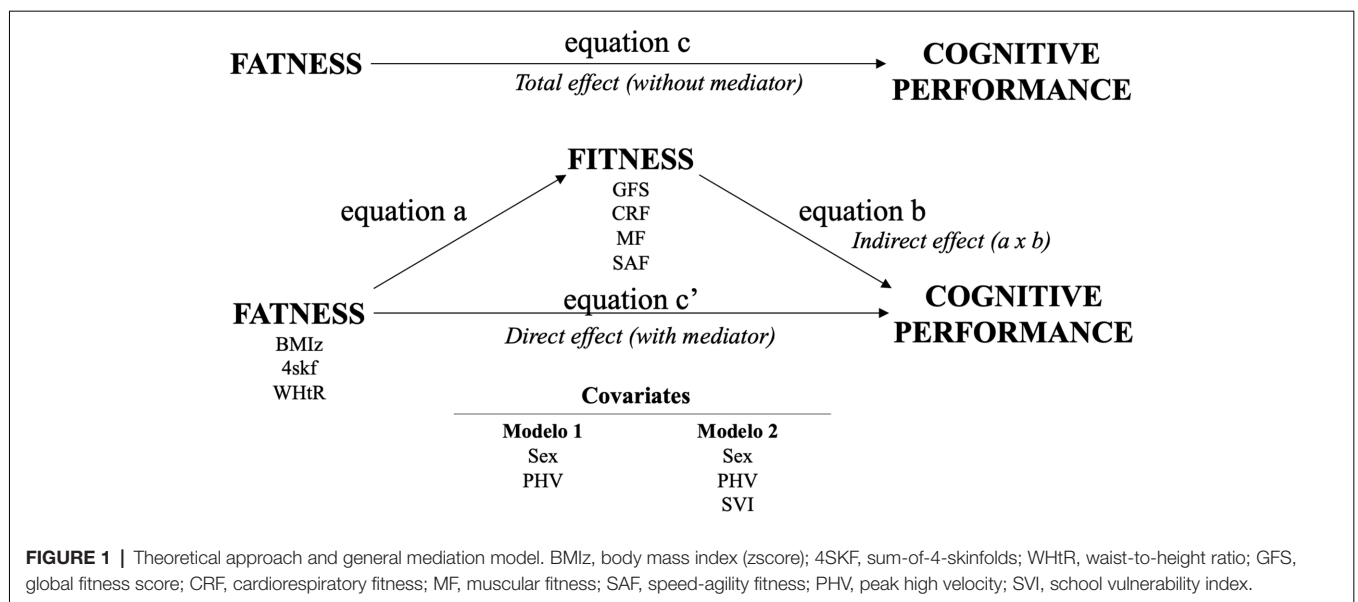 equation c
FATNESS
COGNITIVE
PERFORMANCE
Total effect (without mediator)
FITNESS
GFS
CRF
MF
SAF
equation a
equation b
Indirect effect (a x b)
FATNESS
BMIz
4skf
WHtR
equation c’
Direct effect (with mediator)
COGNITIVE
PERFORMANCE
Covariates
Modelo 1
Sex
PHV
Modelo 2
Sex
PHV
SVI
FIGURE 1 | Theoretical approach and general mediation model. BMIz, body mass index (zscore); 4SKF, sum-of-4-skinfolds; WHtR, waist-to-height ratio; GFS,
global fitness score; CRF, cardiorespiratory fitness; MF, muscular fitness; SAF, speed-agility fitness; PHV, peak high velocity; SVI, school vulnerability index.